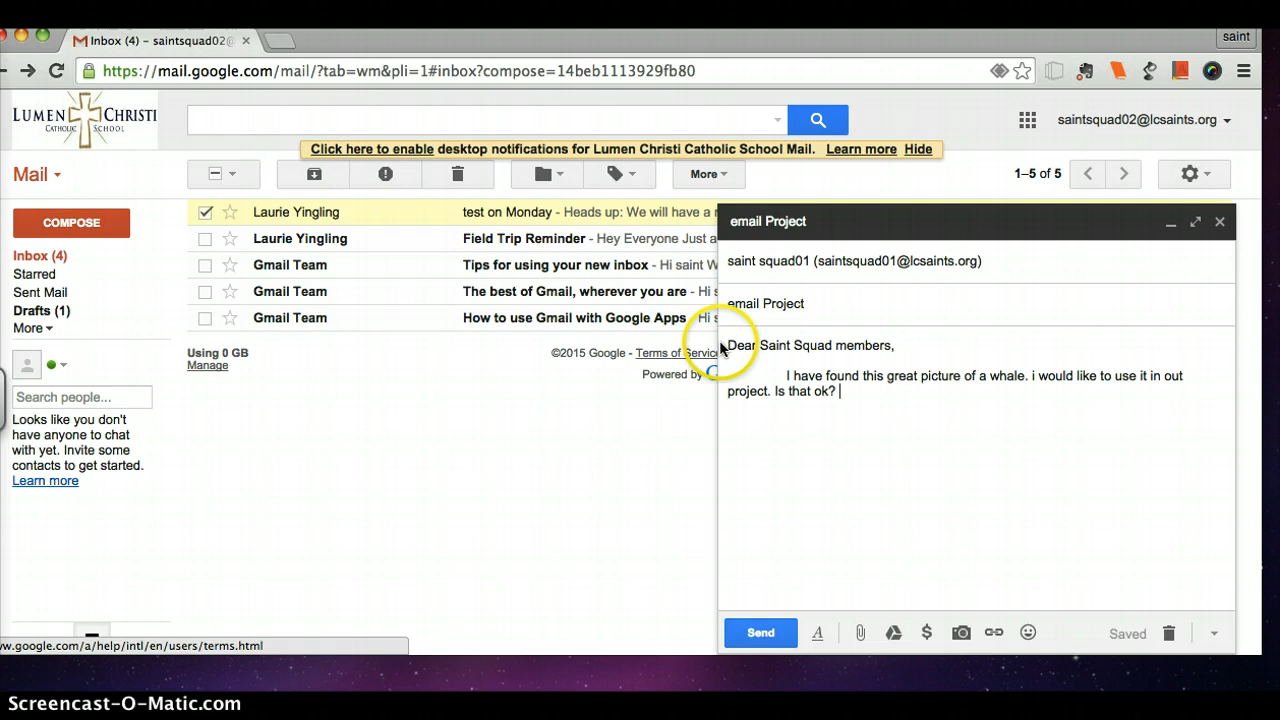 Inbox (4) – saintsquad02@
saint
https://mail.google.com/mail/?tab=wm&pli=1#inbox?compose=14beb1113929fb80
LUMEN CHRISTI
CATHOLIC SCHOOL
saintsquad02@lcsaints.org
Click here to enable desktop notifications for Lumen Christi Catholic School Mail. Learn more Hide
Mail
More
1–5 of 5
COMPOSE
Inbox (4)
Starred
Sent Mail
Drafts (1)
More
Laurie Yingling test on Monday - Heads up: We will have a
Laurie Yingling Field Trip Reminder - Hey Everyone Just a
Gmail Team Tips for using your new inbox - Hi saint W
Gmail Team The best of Gmail, wherever you are - Hi s
Gmail Team How to use Gmail with Google Apps - Hi s
Using 0 GB
Manage
©2015 Google - Terms of Service
Powered by
Search people...
Looks like you don't
have anyone to chat
with yet. Invite some
contacts to get started.
Learn more
email Project
saint squad01 (saintsquad01@lcsaints.org)
email Project
Dear Saint Squad members,
I have found this great picture of a whale. i would like to use it in out
project. Is that ok?
Send
Saved
ww.google.com/a/help/intl/en/users/terms.html
Screencast-O-Matic.com